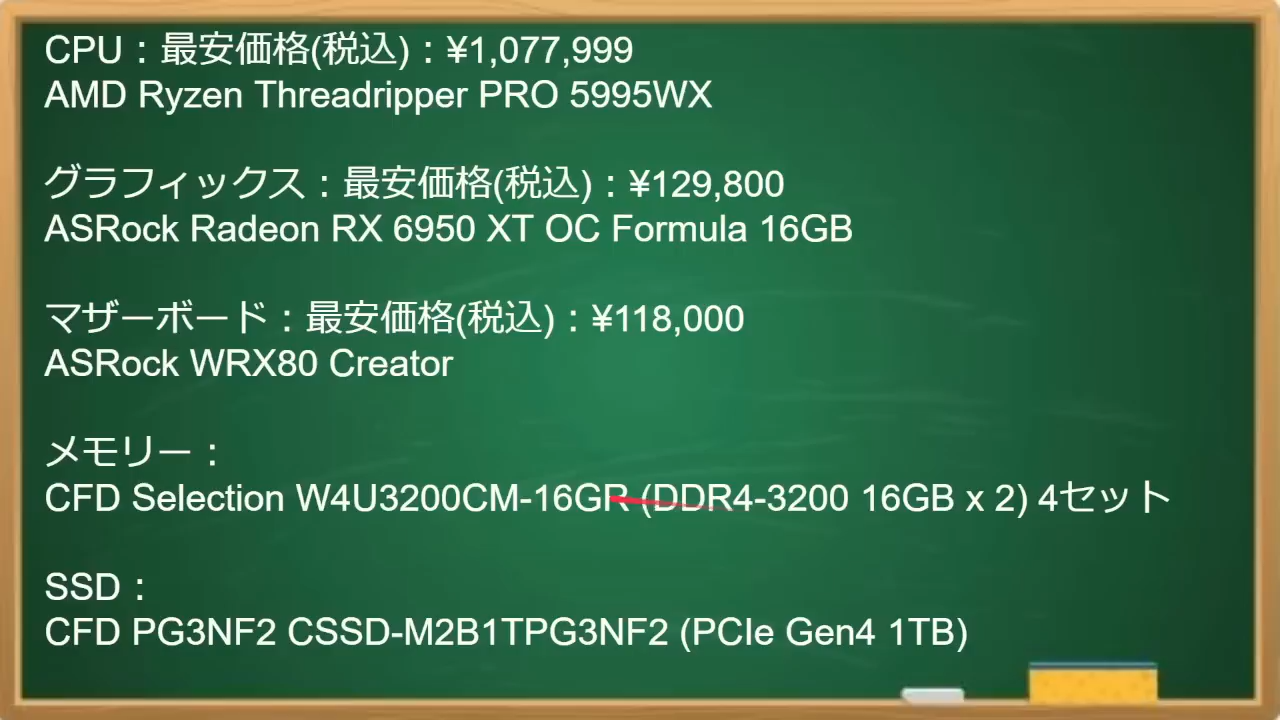 CPU：最安価格(税込)：¥1,077,999
AMD Ryzen Threadripper PRO 5995WX
グラフィックス：最安価格(税込)：¥129,800
ASRock Radeon RX 6950 XT OC Formula 16GB
マザーボード：最安価格(税込)：¥118,000
ASRock WRX80 Creator
メモリー：
CFD Selection W4U3200CM-16GR (DDR4-3200 16GB x 2) 4セット
SSD：
CFD PG3NF2 CSSD-M2B1TPG3NF2 (PCIe Gen4 1TB)